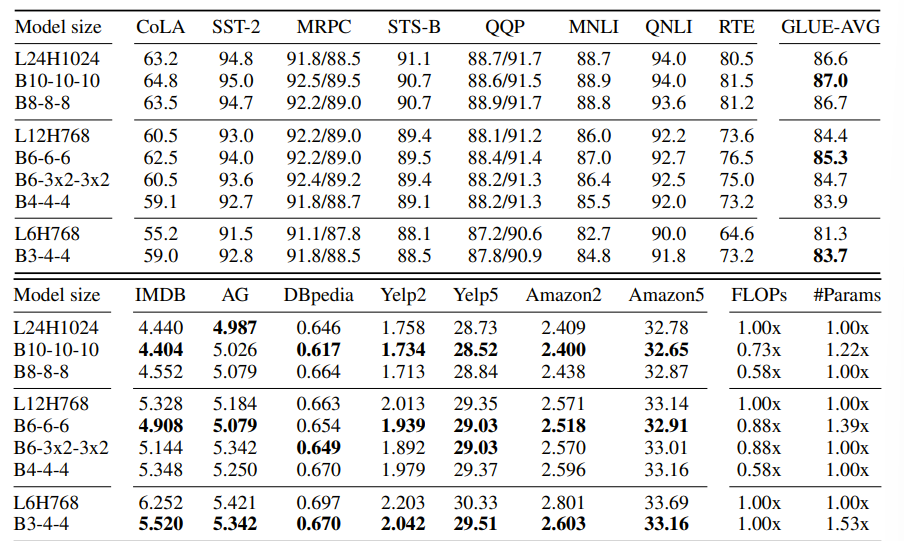 Model size CoLA SST-2 MRPC STS-B QQP MNLI QNLI RTE GLUE-AVG
L24H1024 63.2 94.8 91.8/88.5 91.1 88.7/91.7 88.7 94.0 80.5 86.6
B10-10-10 64.8 95.0 92.5/89.5 90.7 88.6/91.5 88.9 94.0 81.5 87.0
B8-8-8 63.5 94.7 92.2/89.0 90.7 88.9/91.7 88.8 93.6 81.2 86.7
L12H768 60.5 93.0 92.2/89.0 89.4 88.1/91.2 86.0 92.2 73.6 84.4
B6-6-6 62.5 94.0 92.2/89.0 89.5 88.4/91.4 87.0 92.7 76.5 85.3
B6-3x2-3x2 60.5 93.6 92.4/89.2 89.4 88.2/91.3 86.4 92.5 75.0 84.7
B4-4-4 59.1 92.7 91.8/88.7 89.1 88.2/91.3 85.5 92.0 73.2 83.9
L6H768 55.2 91.5 91.1/87.8 88.1 87.2/90.6 82.7 90.0 64.6 81.3
B3-4-4 59.0 92.8 91.8/88.5 88.5 87.8/90.9 84.8 91.8 73.2 83.7
Model size IMDB AG DBpedia Yelp2 Yelp5 Amazon2 Amazon5 FLOPs #Params
L24H1024 4.440 4.987 0.646 1.758 28.73 2.409 32.78 1.00x 1.00x
B10-10-10 4.404 5.026 0.617 1.734 28.52 2.400 32.65 0.73x 1.22x
B8-8-8 4.552 5.079 0.664 1.713 28.84 2.438 32.87 0.58x 1.00x
L12H768 5.328 5.184 0.663 2.013 29.35 2.571 33.14 1.00x 1.00x
B6-6-6 4.908 5.079 0.654 1.939 29.03 2.518 32.91 0.88x 1.39x
B6-3x2-3x2 5.144 5.342 0.649 1.892 29.03 2.570 33.01 0.88x 1.00x
B4-4-4 5.348 5.250 0.670 1.979 29.37 2.596 33.16 0.58x 1.00x
L6H768 6.252 5.421 0.697 2.203 30.33 2.801 33.69 1.00x 1.00x
B3-4-4 5.520 5.342 0.670 2.042 29.51 2.603 33.16 1.00x 1.53x